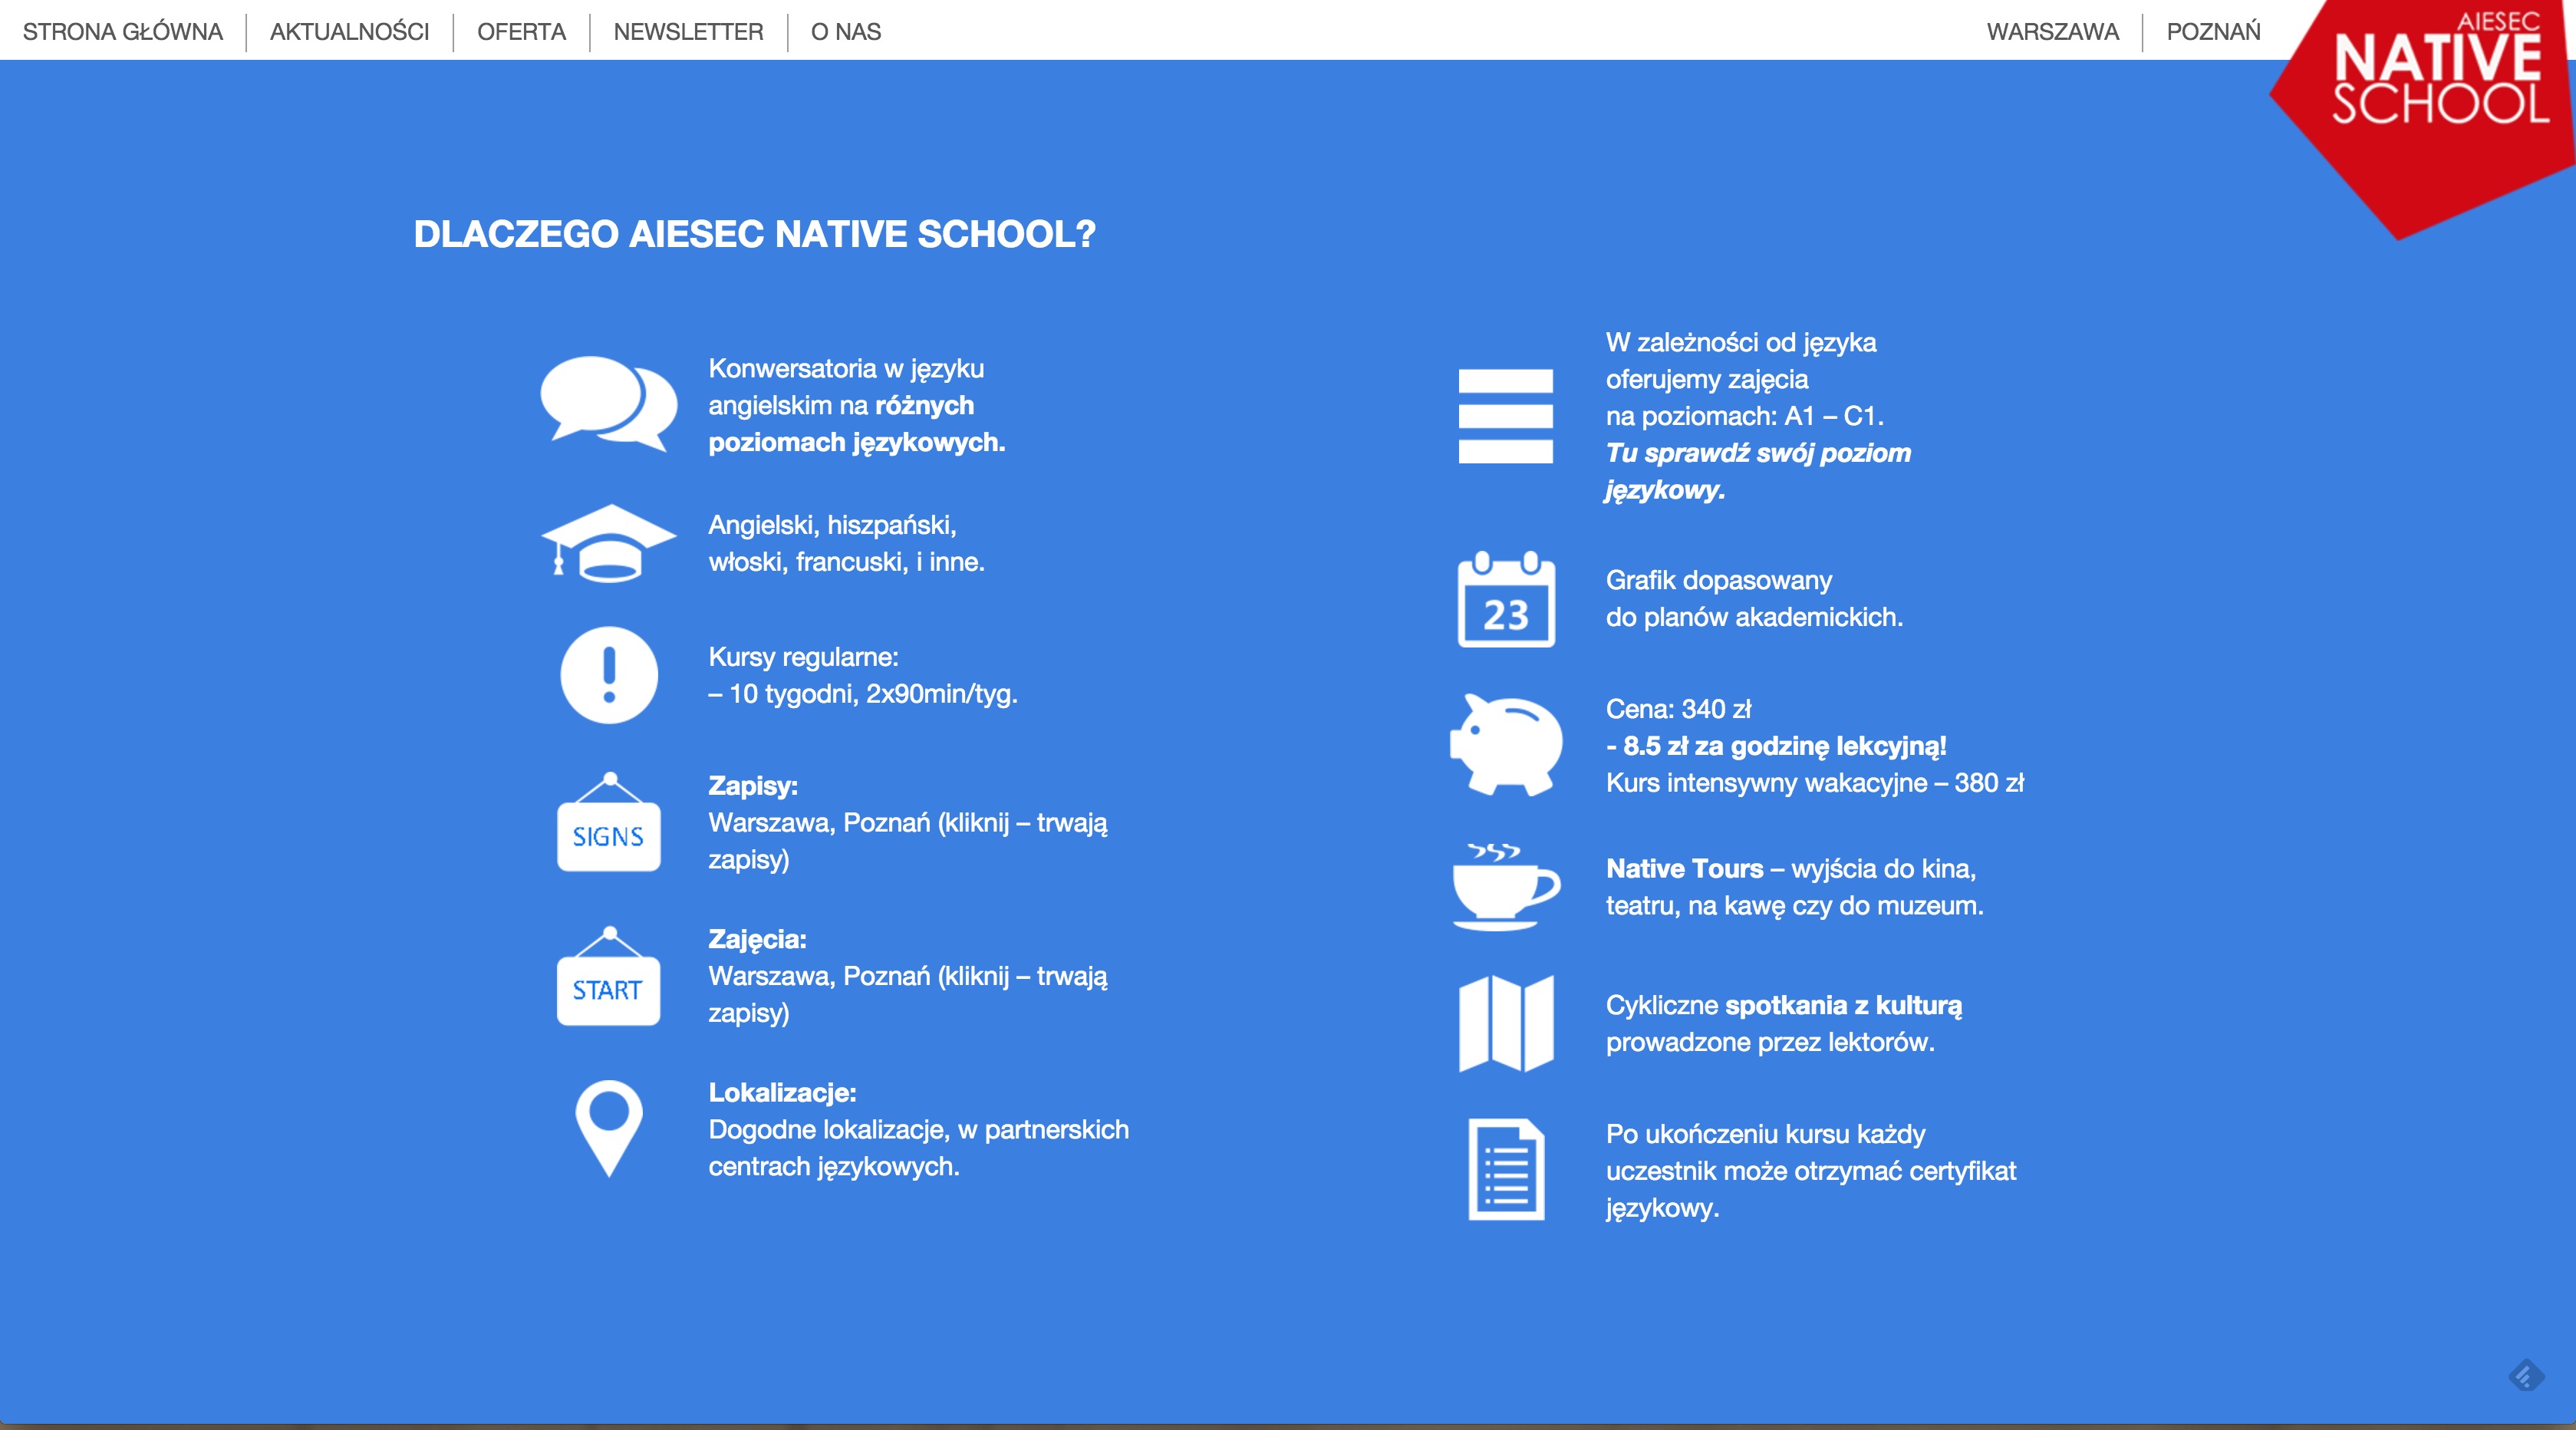 STRONA GŁÓWNA
AKTUALNOŚCI
OFERTA
NEWSLETTER
O NAS
WARSZAWA
POZNAŃ
AIESEC
NATIVE
SCHOOL
DLACZEGO AIESEC NATIVE SCHOOL?
Konwersatoria w języku
angielskim na różnych
poziomach językowych.
Angielski, hiszpański,
włoski, francuski, i inne.
Kursy regularne:
– 10 tygodni, 2x90min/tyg.
SIGNS
Zapisy:
Warszawa, Poznań (kliknij – trwają
zapisy)
START
Zajęcia:
Warszawa, Poznań (kliknij – trwają
zapisy)
Lokalizacje:
Dogodne lokalizacje, w partnerskich
centrach językowych.
W zależności od języka
oferujemy zajęcia
na poziomach: A1 – C1.
Tu sprawdź swój poziom
językowy.
23
Grafik dopasowany
do planów akademickich.
Cena: 340 zł
- 8.5 zł za godzinę lekcyjną!
Kurs intensywny wakacyjne – 380 zł
Native Tours – wyjścia do kina,
teatru, na kawę czy do muzeum.
Cykliczne spotkania z kulturą
prowadzone przez lektorów.
Po ukończeniu kursu każdy
uczestnik może otrzymać certyfikat
językowy.